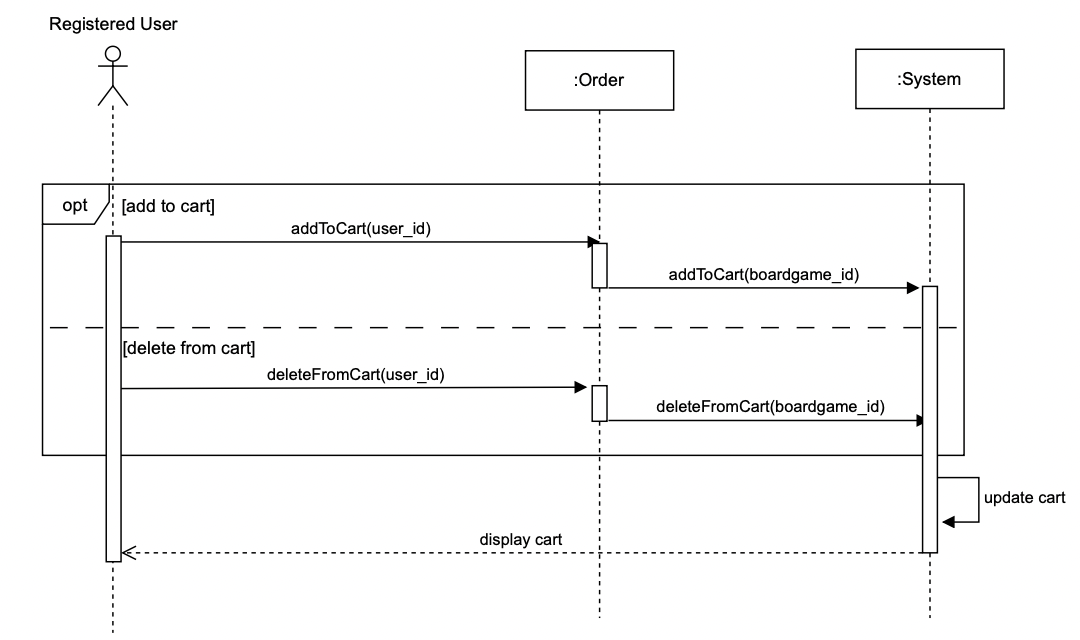 Registered User
:Order
:System
opt
[add to cart]
addToCart(user_id)
addToCart(boardgame_id)
[delete from cart]
deleteFromCart(user_id)
deleteFromCart(boardgame_id)
update cart
display cart